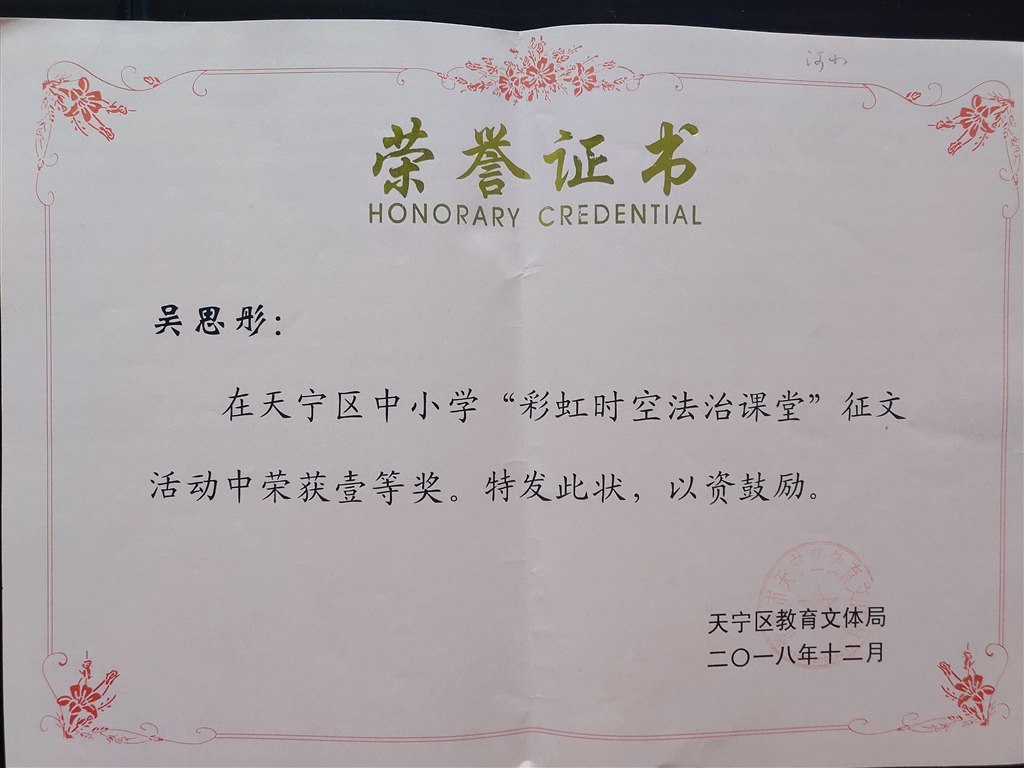 荣誉证书
HONORARY CREDENTIAL
吴思彤：
在天宁区中小学“彩虹时空法治课堂”征文
活动中荣获壹等奖。特发此状，以资鼓励。
天宁区教育文体局
二〇一八年十二月